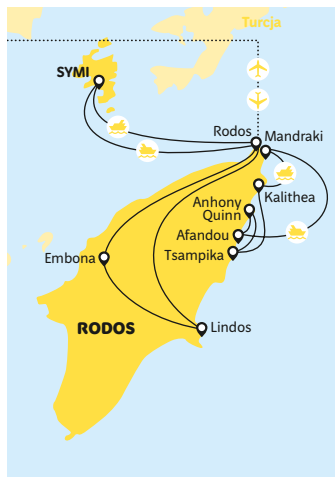 Turcja
SYMI
Rodos
Mandraki
Kalithea
Anhony
Quinn
Afandou
Tsampika
Embona
RODOS
Lindos